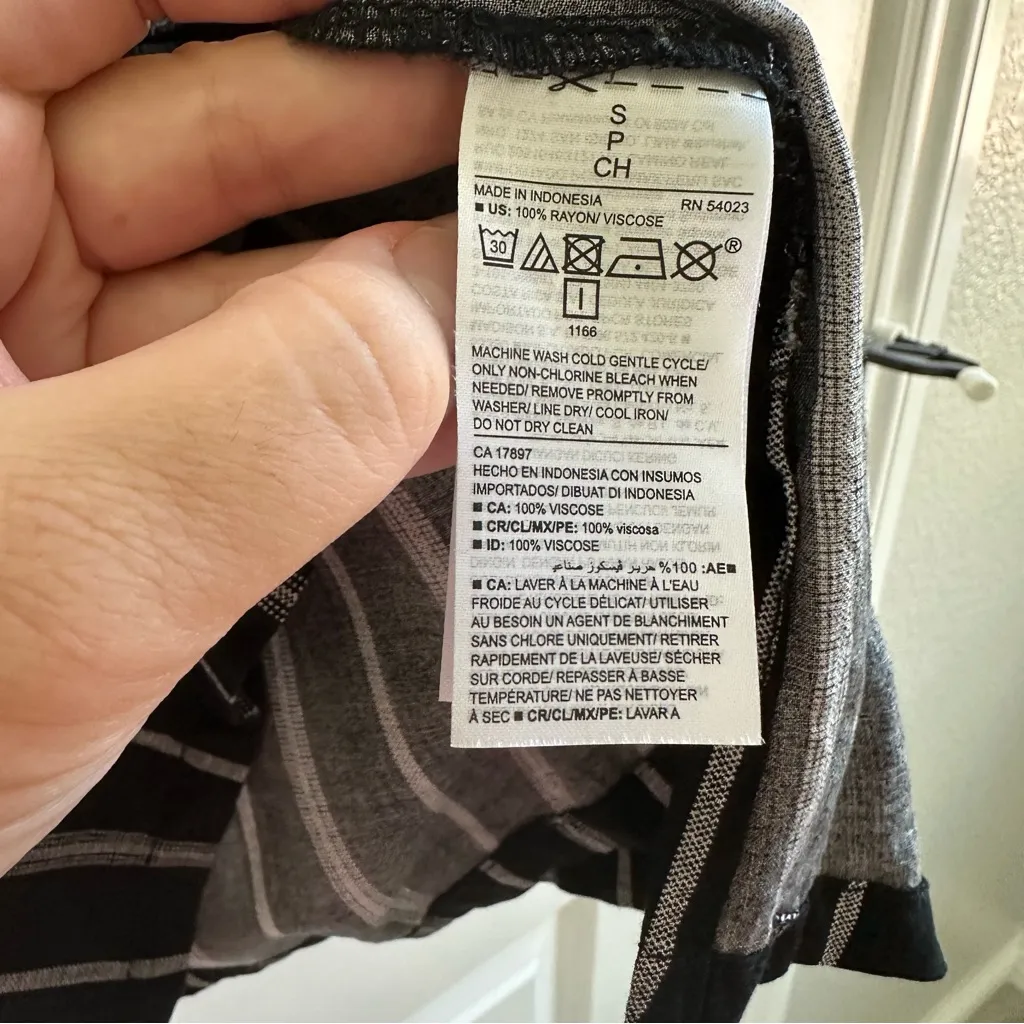 S
P
CH
MADE IN INDONESIA RN 54023
■ US: 100% RAYON/ VISCOSE
30
®
1166
MACHINE WASH COLD GENTLE CYCLE/
ONLY NON-CHLORINE BLEACH WHEN
NEEDED/ REMOVE PROMPTLY FROM
WASHER/ LINE DRY/ COOL IRON/
DO NOT DRY CLEAN
CA 17897
HECHO EN INDONESIA CON INSUMOS
IMPORTADOS/ DIBUAT DI INDONESIA
■ CA: 100% VISCOSE
■ CR/CL/MX/PE: 100% viscosa
■ ID: 100% VISCOSE
■AE: 100% حرير فيسكوز صناعي
■ CA: LAVER À LA MACHINE À L'EAU
FROIDE AU CYCLE DÉLICAT/ UTILISER
AU BESOIN UN AGENT DE BLANCHIMENT
SANS CHLORE UNIQUEMENT/ RETIRER
RAPIDEMENT DE LA LAVEUSE/ SÉCHER
SUR CORDE/ REPASSER À BASSE
TEMPÉRATURE/ NE PAS NETTOYER
À SEC ■ CR/CL/MX/PE: LAVAR A